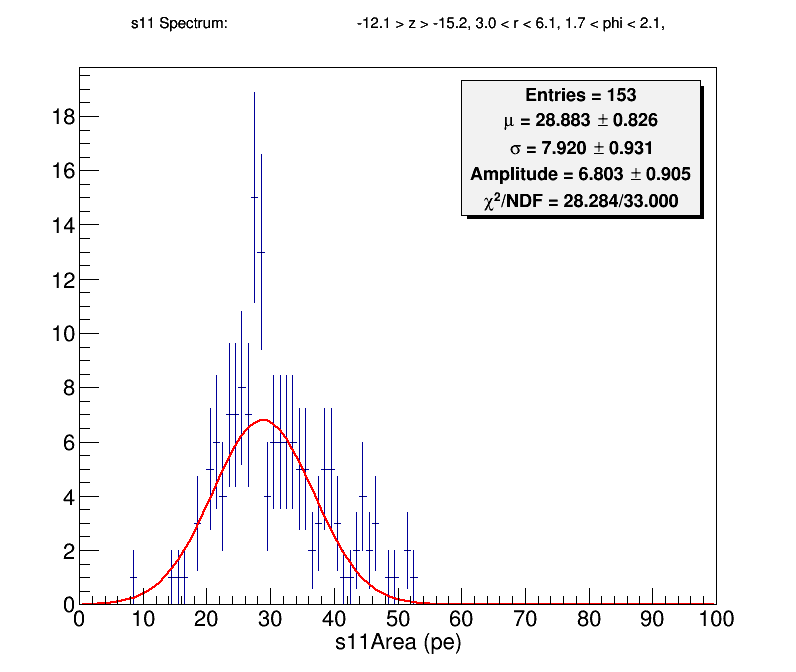 s11 Spectrum: -12.1 > z > -15.2, 3.0 < r < 6.1, 1.7 < phi < 2.1,
Entries = 153
μ = 28.883 ± 0.826
σ = 7.920 ± 0.931
Amplitude = 6.803 ± 0.905
χ²/NDF = 28.284/33.000
18
16
14
12
10
8
6
4
2
0
0 10 20 30 40 50 60 70 80 90 100
s11Area (pe)